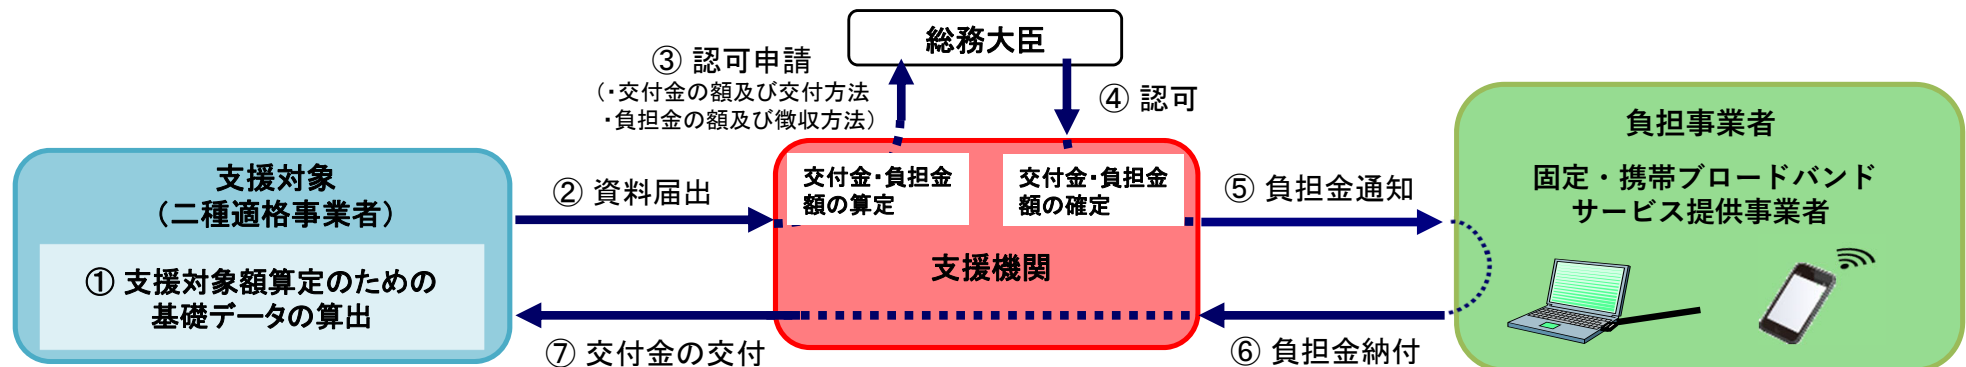 総務大臣
③ 認可申請
（・交付金の額及び交付方法
・負担金の額及び徴収方法）
④ 認可
支援対象
（二種適格事業者）
① 支援対象額算定のための
基礎データの算出
② 資料届出
交付金・負担金
額の算定
交付金・負担金
額の確定
支援機関
⑤ 負担金通知
負担事業者
固定・携帯ブロードバンド
サービス提供事業者
⑥ 負担金納付
⑦ 交付金の交付